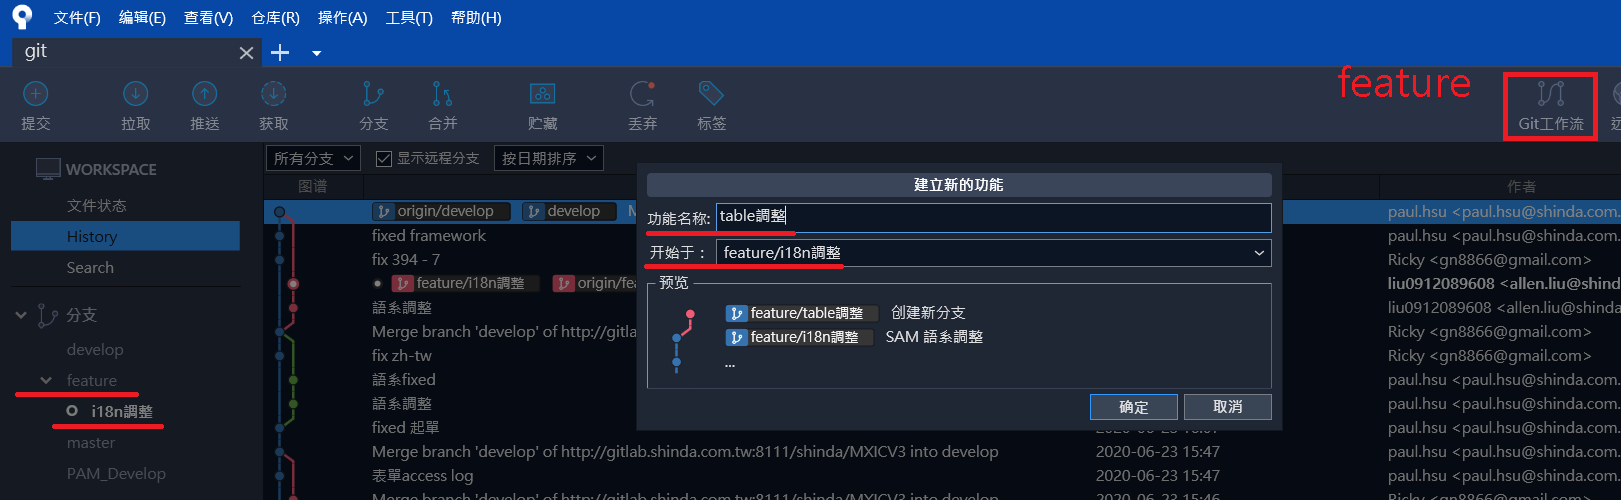 文件(F) 编辑(E) 查看(V) 仓库(R) 操作(A) 工具(T) 帮助(H)
git
feature
提交 拉取 推送 获取 分支 合并 贮藏 丢弃 标签 Git工作流
WORKSPACE
文件状态
History
Search
分支
develop
feature
i18n調整
master
PAM_Develop
所有分支 显示远程分支 按日期排序
图谱 作者
origin/develop develop paul.hsu <paul.hsu@shinda.com.
fixed framework paul.hsu <paul.hsu@shinda.com.
fix 394 - 7 Ricky <gn8866@gmail.com>
feature/i18n調整 origin/fea liu0912089608 <allen.liu@shind
語系調整 liu0912089608 <allen.liu@shinda
Merge branch 'develop' of http://gitlab.sh Ricky <gn8866@gmail.com>
fix zh-tw Ricky <gn8866@gmail.com>
語系fixed paul.hsu <paul.hsu@shinda.com.
語系調整 paul.hsu <paul.hsu@shinda.com.
fixed 起單 paul.hsu <paul.hsu@shinda.com.
Merge branch 'develop' of http://gitlab.shinda.com.tw:8111/shinda/MXICV3 into develop 2020-06-23 15:47 Ricky <gn8866@gmail.com>
表單access log 2020-06-23 15:47 paul.hsu <paul.hsu@shinda.com.
Merge branch 'develop' of http://gitlab.shinda.com.tw:8111/shinda/MXICV3 into develop 2020-06-23 15:46 Ricky <gn8866@gmail.com>
建立新的功能
功能名称: table調整
开始于： feature/i18n調整
预览
feature/table調整 创建新分支
feature/i18n調整 SAM 語系調整
...
确定 取消